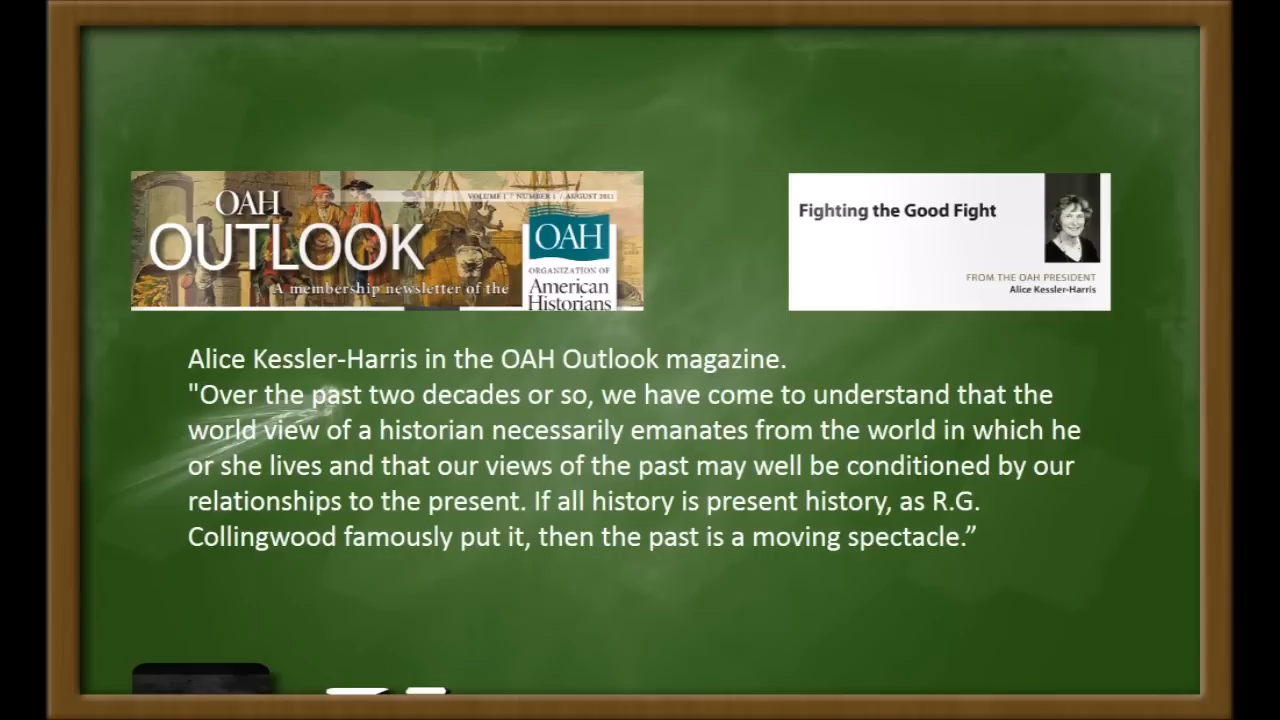 OAH
OUTLOOK
VOLUME 1 / NUMBER 1 / AUGUST 2011
A membership newsletter of the
OAH
ORGANIZATION OF
American
Historians
Fighting the Good Fight
FROM THE OAH PRESIDENT
Alice Kessler-Harris
Alice Kessler-Harris in the OAH Outlook magazine.
"Over the past two decades or so, we have come to understand that the
world view of a historian necessarily emanates from the world in which he
or she lives and that our views of the past may well be conditioned by our
relationships to the present. If all history is present history, as R.G.
Collingwood famously put it, then the past is a moving spectacle.”